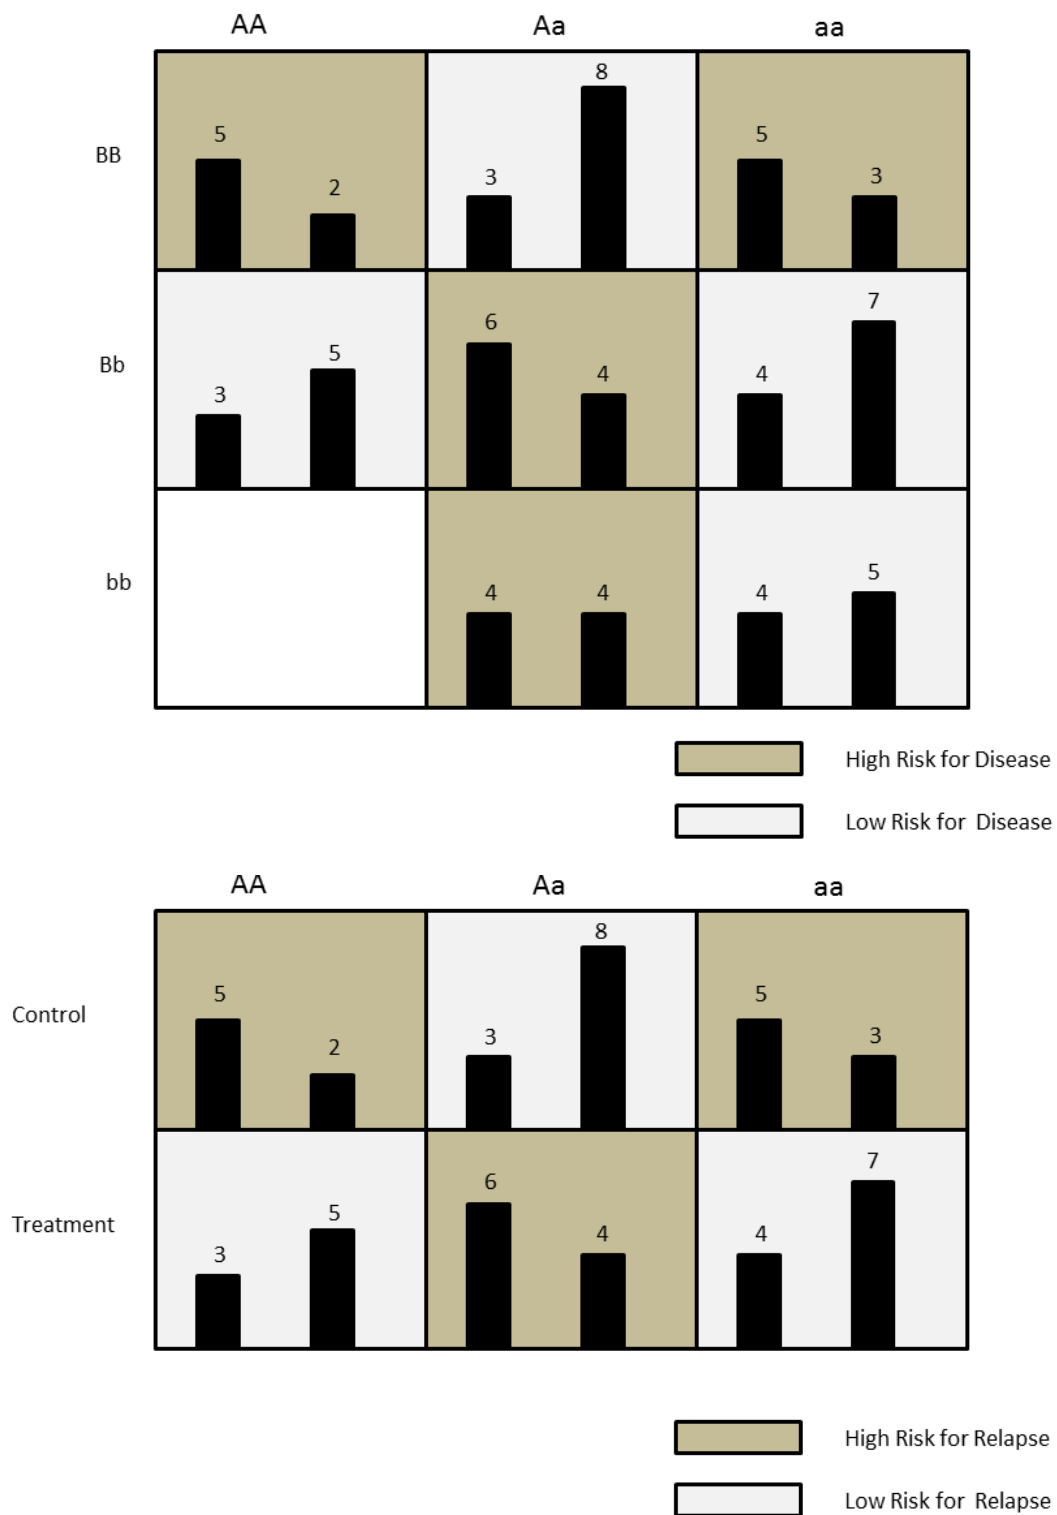 AA Aa aa
BB 5 2 3 8 5 3
Bb 3 5 6 4 4 7
bb 4 4 4 5
High Risk for Disease
Low Risk for Disease
AA Aa aa
Control 5 2 3 8 5 3
Treatment 3 5 6 4 4 7
High Risk for Relapse
Low Risk for Relapse